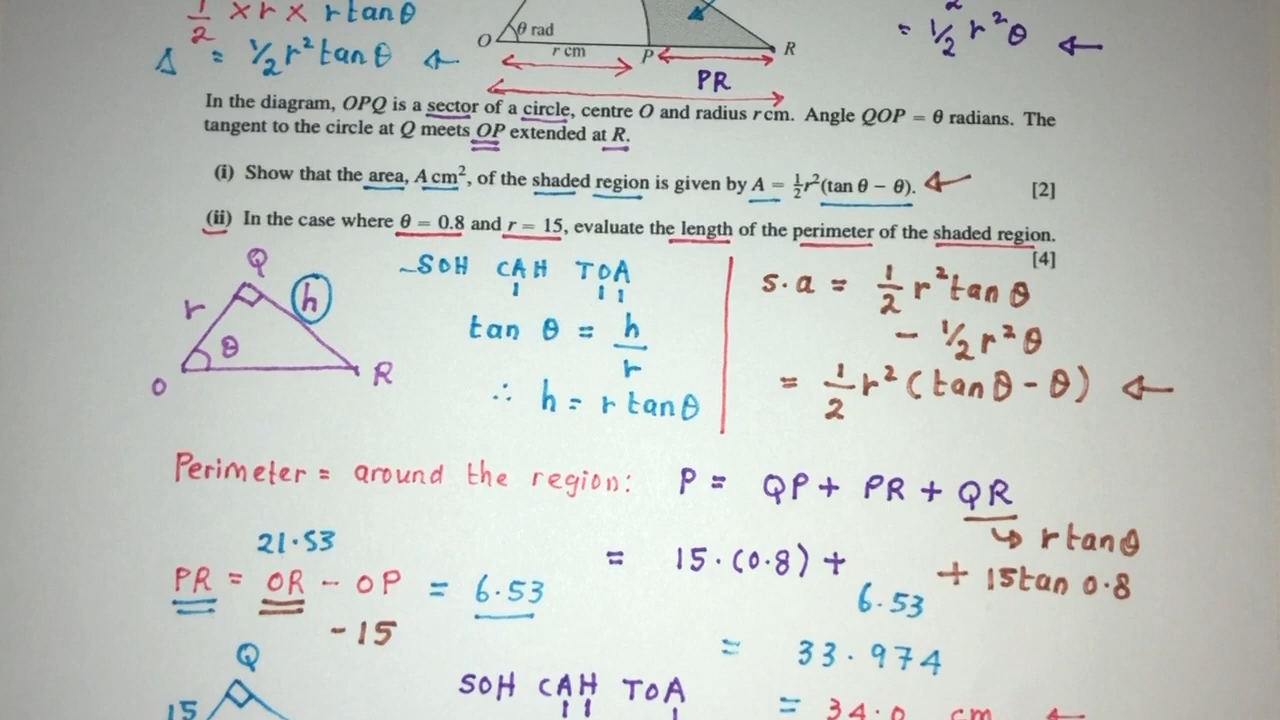 1/2 × r × r tan θ
Δ = 1/2 r² tan θ ←
O θ rad
r cm P R
PR
= 1/2 r² θ ←
In the diagram, OPQ is a sector of a circle, centre O and radius r cm. Angle QOP = θ radians. The
tangent to the circle at Q meets OP extended at R.
(i) Show that the area, A cm², of the shaded region is given by A = ½r²(tan θ − θ). ← [2]
(ii) In the case where θ = 0.8 and r = 15, evaluate the length of the perimeter of the shaded region.
[4]
Q
r h
θ
O R
SOH CAH TOA
tan θ = h/r
∴ h = r tan θ
s.a = 1/2 r² tan θ
− 1/2 r² θ
= 1/2 r² (tan θ − θ) ←
Perimeter = around the region: P = QP + PR + QR
→ r tan θ
21.53
PR = OR − OP = 6.53
−15
= 15.(0.8) +
6.53
+ 15 tan 0.8
= 33.974
= 34.0 cm ←
Q
15
SOH CAH TOA